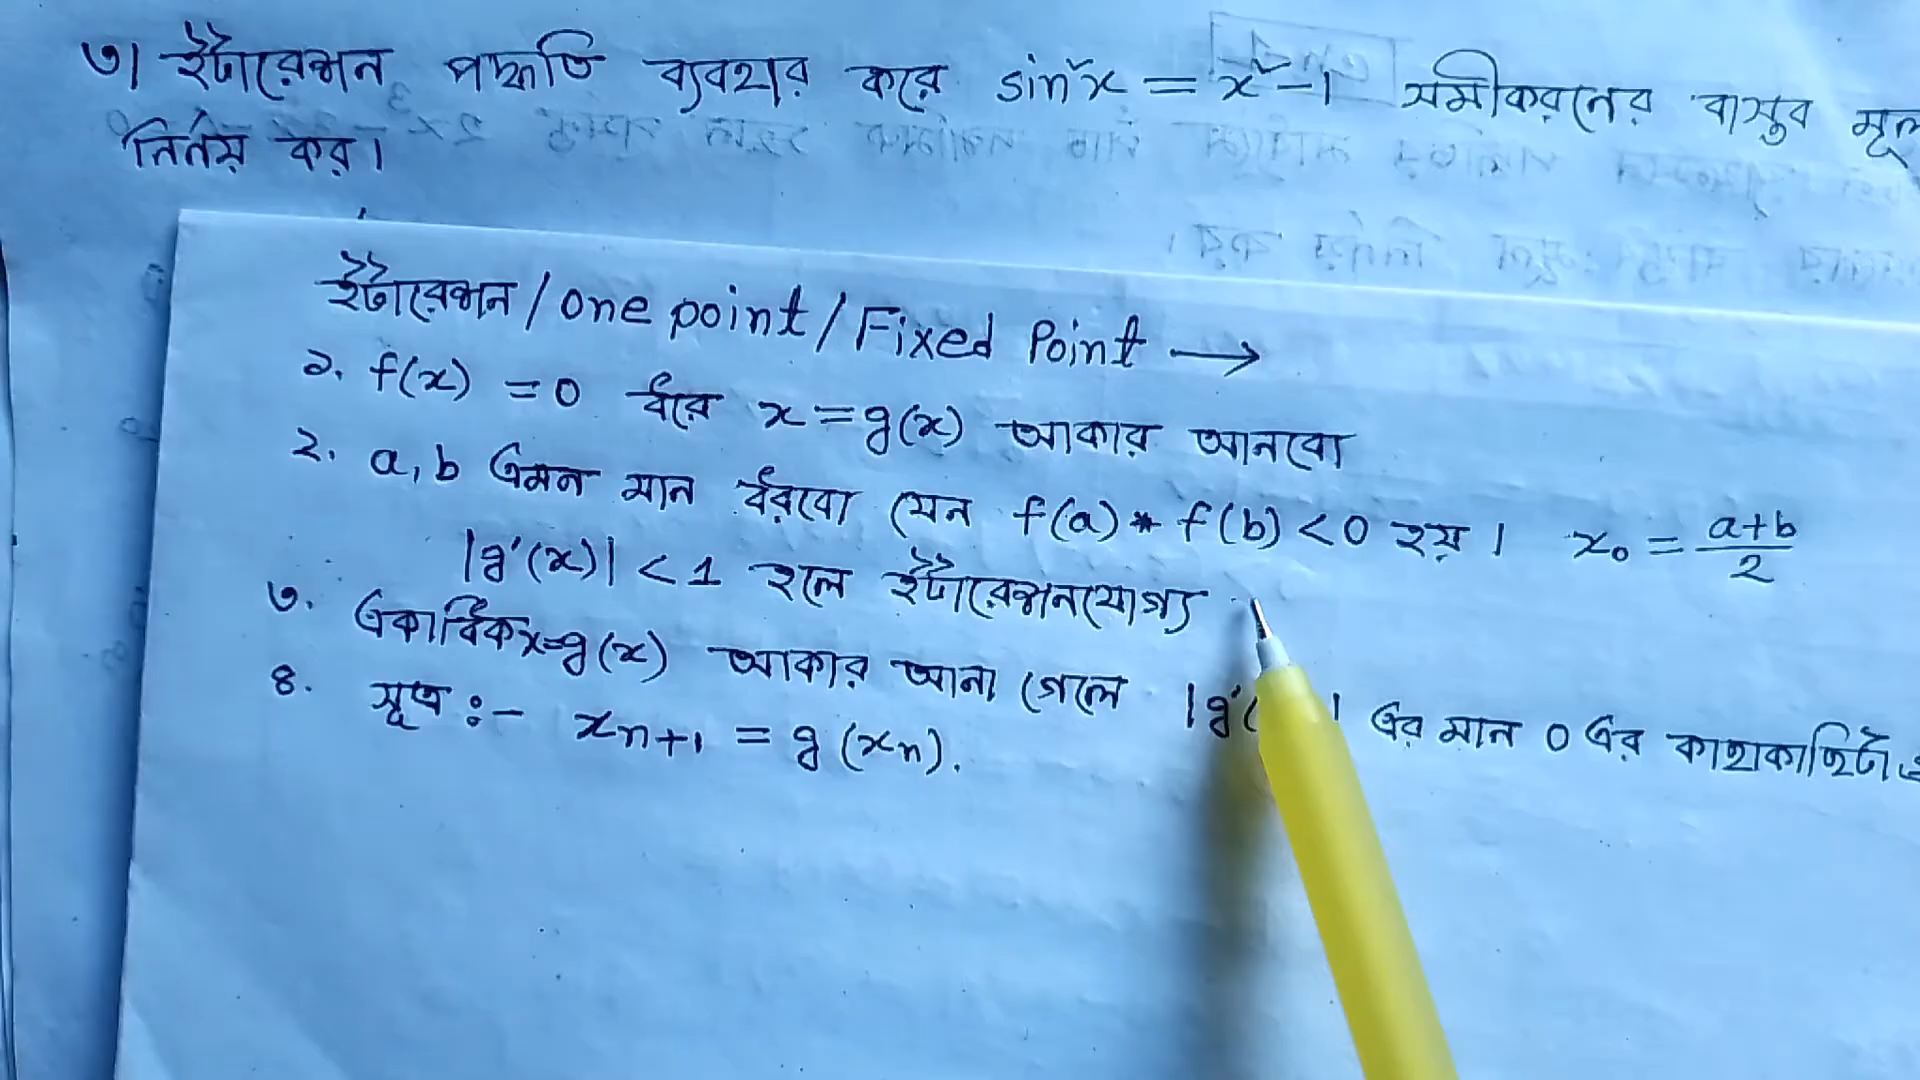 ৩। ইটারেশন পদ্ধতি ব্যবহার করে sin²x = x² - 1 সমীকরনের বাস্তব মূল
নির্নয় কর।
ইটারেশন / one point / Fixed Point →
১. f(x) = 0 ধরে x = g(x) আকার আনবো
২. a, b এমন মান ধরবো যেন f(a) * f(b) < 0 হয়। x₀ = (a+b)/2
|g'(x)| < 1 হলে ইটারেশনযোগ্য
৩. একাধিক x=g(x) আকার আনা গেলে |g'( | এর মান 0 এর কাছাকাছিটা
৪. সূত্র :- xₙ₊₁ = g(xₙ).